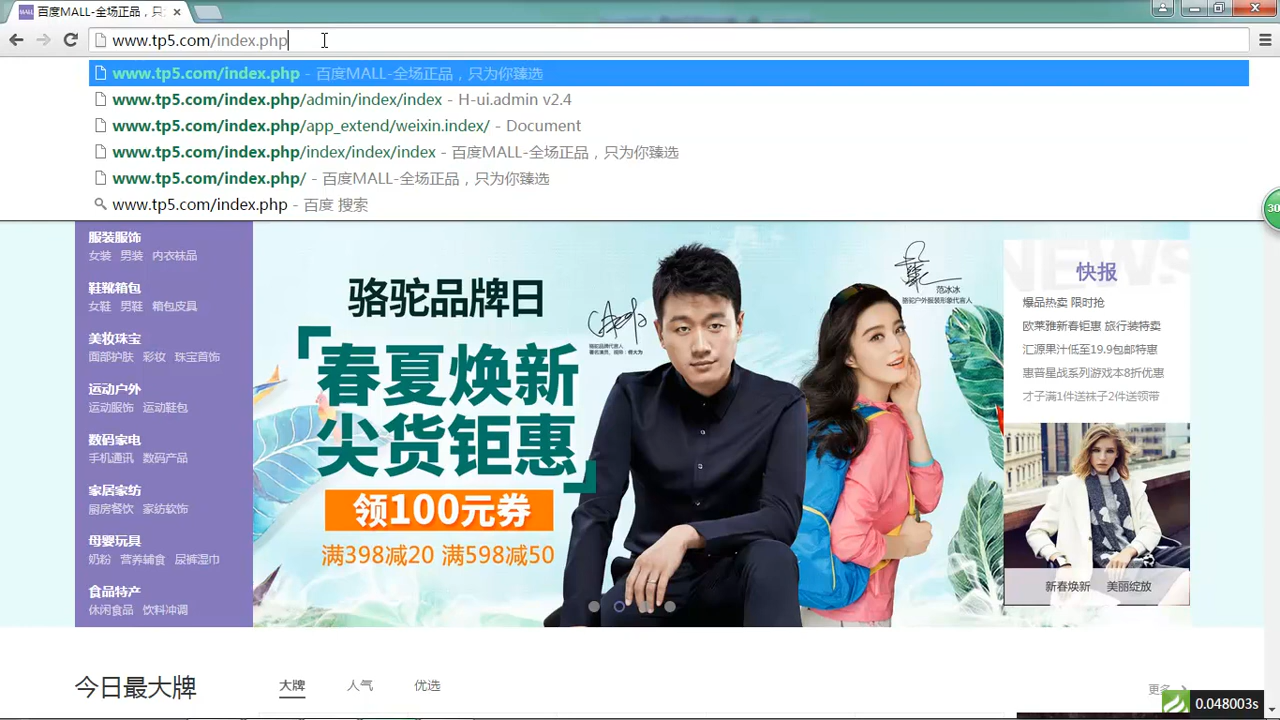 百度MALL-全场正品，只
www.tp5.com/index.php
www.tp5.com/index.php - 百度MALL-全场正品，只为你臻选
www.tp5.com/index.php/admin/index/index - H-ui.admin v2.4
www.tp5.com/index.php/app_extend/weixin.index/ - Document
www.tp5.com/index.php/index/index/index - 百度MALL-全场正品，只为你臻选
www.tp5.com/index.php/ - 百度MALL-全场正品，只为你臻选
www.tp5.com/index.php - 百度 搜索
30
服装服饰
女装 男装 内衣袜品
鞋靴箱包
女鞋 男鞋 箱包皮具
美妆珠宝
面部护肤 彩妆 珠宝首饰
运动户外
运动服饰 运动鞋包
数码家电
手机通讯 数码产品
家居家纺
厨房餐饮 家纺软饰
母婴玩具
奶粉 营养辅食 尿裤湿巾
食品特产
休闲食品 饮料冲调
骆驼品牌日
「春夏焕新
尖货钜惠」
领100元券
满398减20 满598减50
范冰冰
骆驼户外服装形象代言人
NEWS
快报
爆品热卖 限时抢
欧莱雅新春钜惠 旅行装特卖
汇源果汁低至19.9包邮特惠
惠普星战系列游戏本8折优惠
才子满1件送袜子2件送领带
新春焕新 美丽绽放
今日最大牌
大牌 人气 优选
更多
0.048003s